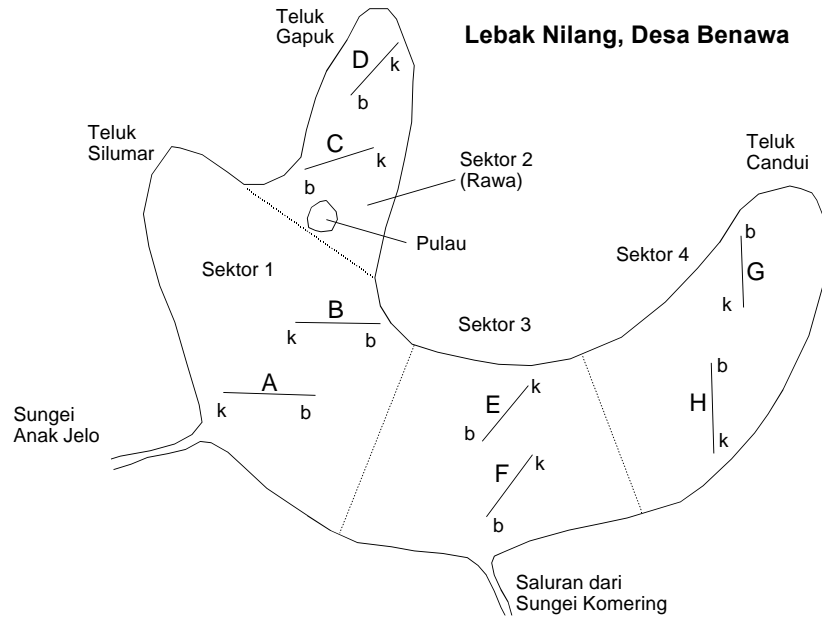 Teluk
Gapuk
Lebak Nilang, Desa Benawa
D
k
b
Teluk
Silumar
C
k
b
Sektor 2
(Rawa)
Teluk
Candui
Pulau
Sektor 1
Sektor 4
b
G
k
B
k
b
Sektor 3
A
k
b
b
H
k
k
E
b
Sungei
Anak Jelo
k
F
b
Saluran dari
Sungei Komering